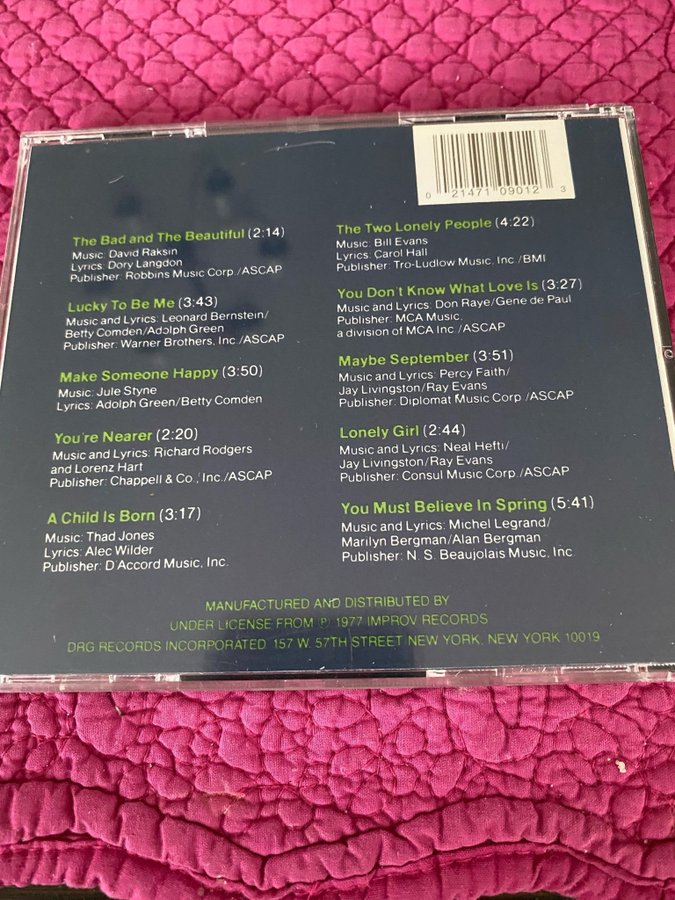 0 21471 09012 3
The Bad and The Beautiful (2:14)
Music: David Raksin
Lyrics: Dory Langdon
Publisher: Robbins Music Corp./ASCAP
Lucky To Be Me (3:43)
Music and Lyrics: Leonard Bernstein/
Betty Comden/Adolph Green
Publisher: Warner Brothers, Inc./ASCAP
Make Someone Happy (3:50)
Music: Jule Styne
Lyrics: Adolph Green/Betty Comden
You're Nearer (2:20)
Music and Lyrics: Richard Rodgers
and Lorenz Hart
Publisher: Chappell & Co., Inc./ASCAP
A Child Is Born (3:17)
Music: Thad Jones
Lyrics: Alec Wilder
Publisher: D'Accord Music, Inc.
The Two Lonely People (4:22)
Music: Bill Evans
Lyrics: Carol Hall
Publisher: Tro-Ludlow Music, Inc./BMI
You Don't Know What Love Is (3:27)
Music and Lyrics: Don Raye/Gene de Paul
Publisher: MCA Music,
a division of MCA Inc./ASCAP
Maybe September (3:51)
Music and Lyrics: Percy Faith/
Jay Livingston/Ray Evans
Publisher: Diplomat Music Corp./ASCAP
Lonely Girl (2:44)
Music and Lyrics: Neal Hefti/
Jay Livingston/Ray Evans
Publisher: Consul Music Corp./ASCAP
You Must Believe In Spring (5:41)
Music and Lyrics: Michel Legrand/
Marilyn Bergman/Alan Bergman
Publisher: N. S. Beaujolais Music, Inc.
MANUFACTURED AND DISTRIBUTED BY
UNDER LICENSE FROM ℗ 1977 IMPROV RECORDS
DRG RECORDS INCORPORATED 157 W. 57TH STREET NEW YORK, NEW YORK 10019
©